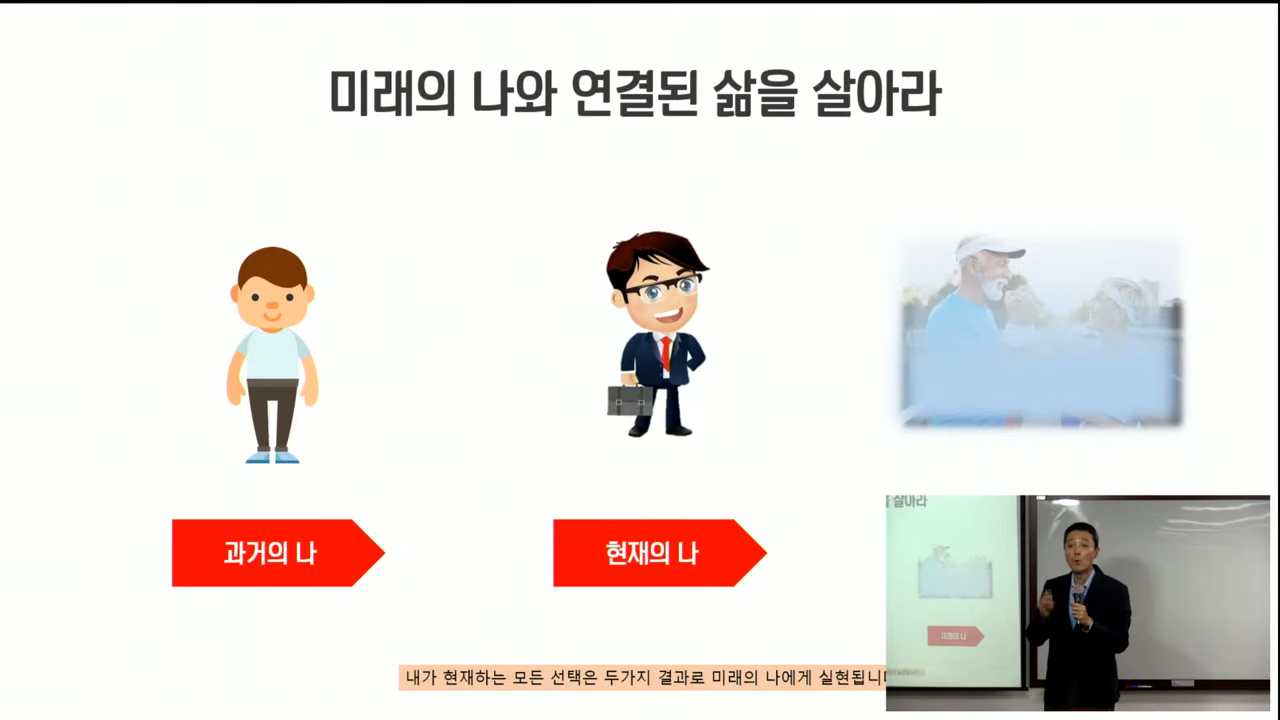 미래의 나와 연결된 삶을 살아라
과거의 나
현재의 나
내가 현재하는 모든 선택은 두가지 결과로 미래의 나에게 실현됩니
살아라
미래의 나